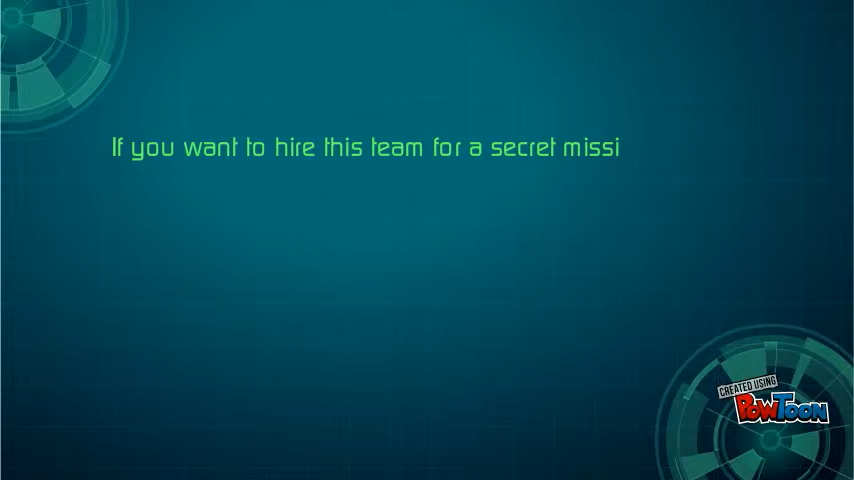 If you want to hire this team for a secret missi
CREATED USING
PowToon